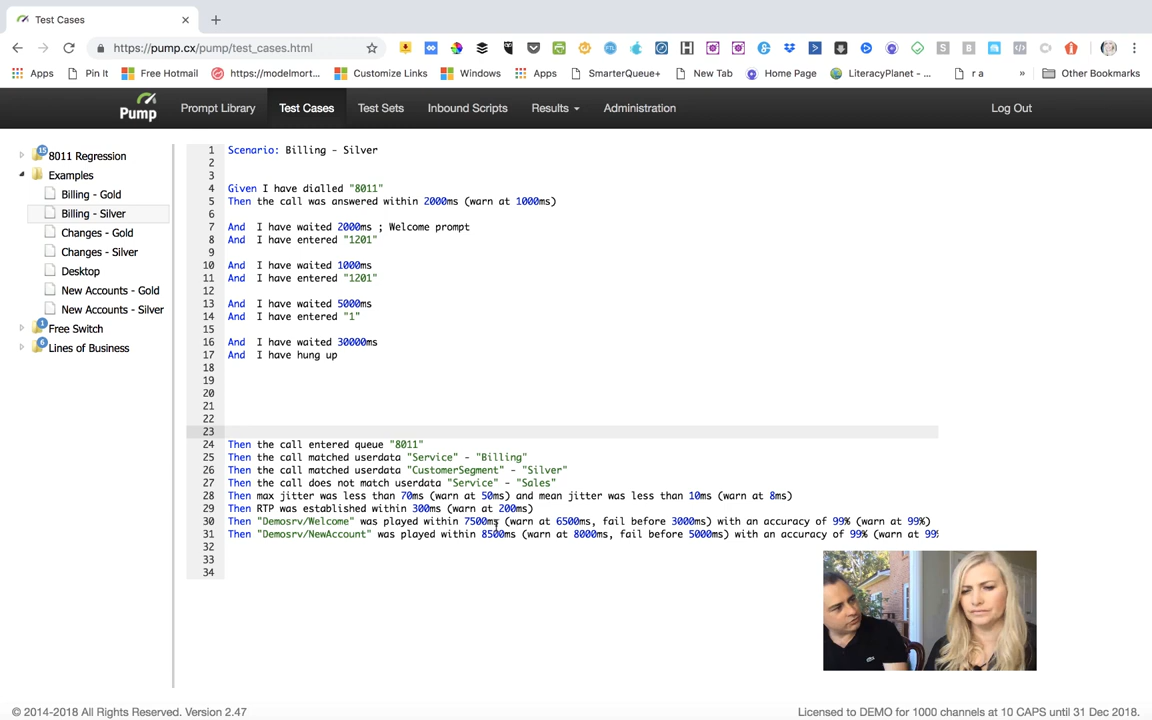 Test Cases
https://pump.cx/pump/test_cases.html
Apps Pin It Free Hotmail https://modelmort... Customize Links Windows Apps SmarterQueue+ New Tab Home Page LiteracyPlanet - ... r a » Other Bookmarks
Pump Prompt Library Test Cases Test Sets Inbound Scripts Results Administration Log Out
15 8011 Regression
Examples
Billing - Gold
Billing - Silver
Changes - Gold
Changes - Silver
Desktop
New Accounts - Gold
New Accounts - Silver
1 Free Switch
6 Lines of Business
1 Scenario: Billing - Silver
2
3
4 Given I have dialled "8011"
5 Then the call was answered within 2000ms (warn at 1000ms)
6
7 And I have waited 2000ms ; Welcome prompt
8 And I have entered "1201"
9
10 And I have waited 1000ms
11 And I have entered "1201"
12
13 And I have waited 5000ms
14 And I have entered "1"
15
16 And I have waited 30000ms
17 And I have hung up
18
19
20
21
22
23
24 Then the call entered queue "8011"
25 Then the call matched userdata "Service" - "Billing"
26 Then the call matched userdata "CustomerSegment" - "Silver"
27 Then the call does not match userdata "Service" - "Sales"
28 Then max jitter was less than 70ms (warn at 50ms) and mean jitter was less than 10ms (warn at 8ms)
29 Then RTP was established within 300ms (warn at 200ms)
30 Then "Demosrv/Welcome" was played within 7500ms (warn at 6500ms, fail before 3000ms) with an accuracy of 99% (warn at 99%)
31 Then "Demosrv/NewAccount" was played within 8500ms (warn at 8000ms, fail before 5000ms) with an accuracy of 99% (warn at 99%
32
33
34
© 2014-2018 All Rights Reserved. Version 2.47
Licensed to DEMO for 1000 channels at 10 CAPS until 31 Dec 2018.